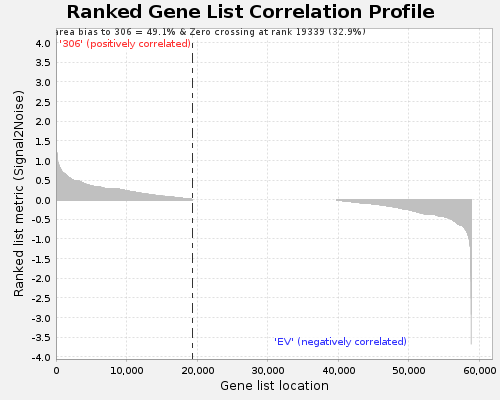 Ranked Gene List Correlation Profile
area bias to 306 = 49.1% & Zero crossing at rank 19339 (32.9%)
'306' (positively correlated)
4.0
3.5
3.0
2.5
2.0
1.5
1.0
0.5
0.0
-0.5
-1.0
-1.5
-2.0
-2.5
-3.0
-3.5
-4.0
Ranked list metric (Signal2Noise)
'EV' (negatively correlated)
0 10,000 20,000 30,000 40,000 50,000 60,000
Gene list location